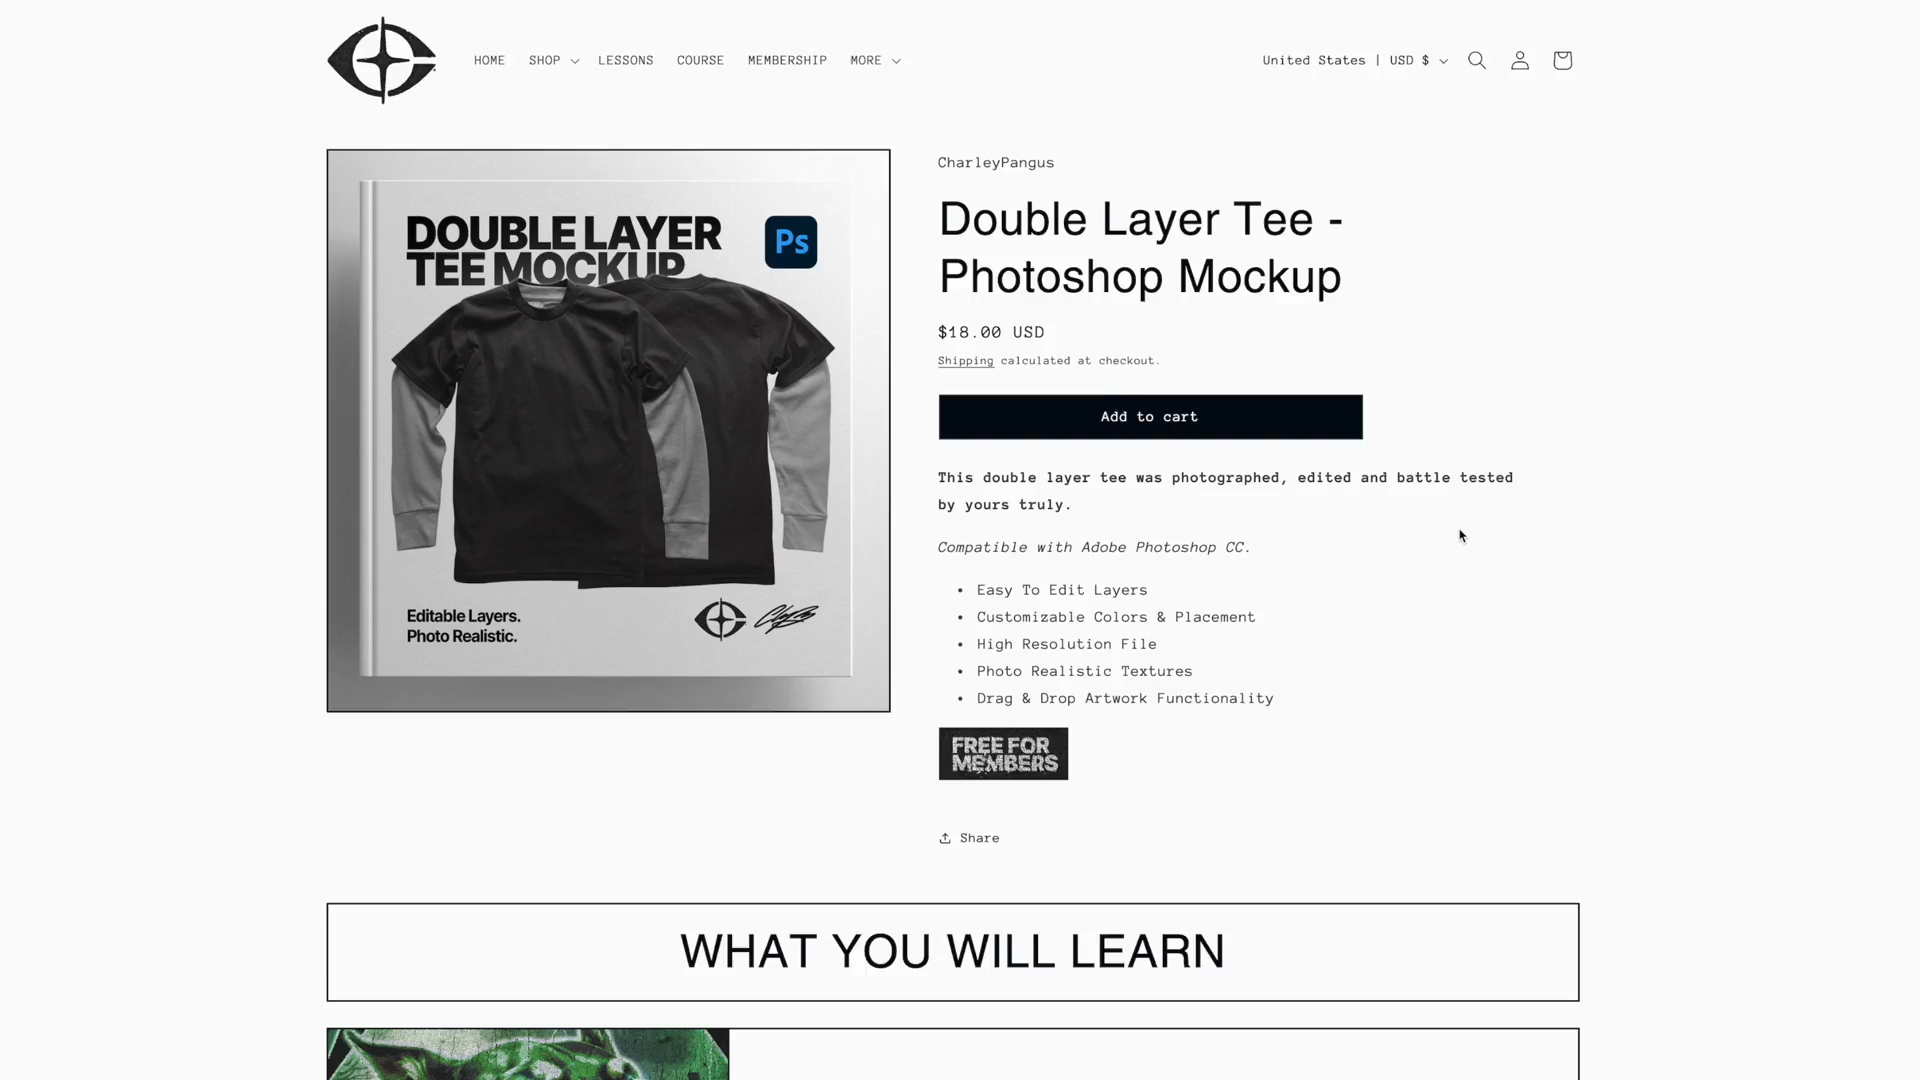 HOME
SHOP
LESSONS
COURSE
MEMBERSHIP
MORE
United States | USD $
DOUBLE LAYER
TEE MOCKUP
Ps
Editable Layers.
Photo Realistic.
CharleyPangus
Double Layer Tee -
Photoshop Mockup
$18.00 USD
Shipping calculated at checkout.
Add to cart
This double layer tee was photographed, edited and battle tested
by yours truly.
Compatible with Adobe Photoshop CC.
• Easy To Edit Layers
• Customizable Colors & Placement
• High Resolution File
• Photo Realistic Textures
• Drag & Drop Artwork Functionality
FREE FOR
MEMBERS
Share
WHAT YOU WILL LEARN